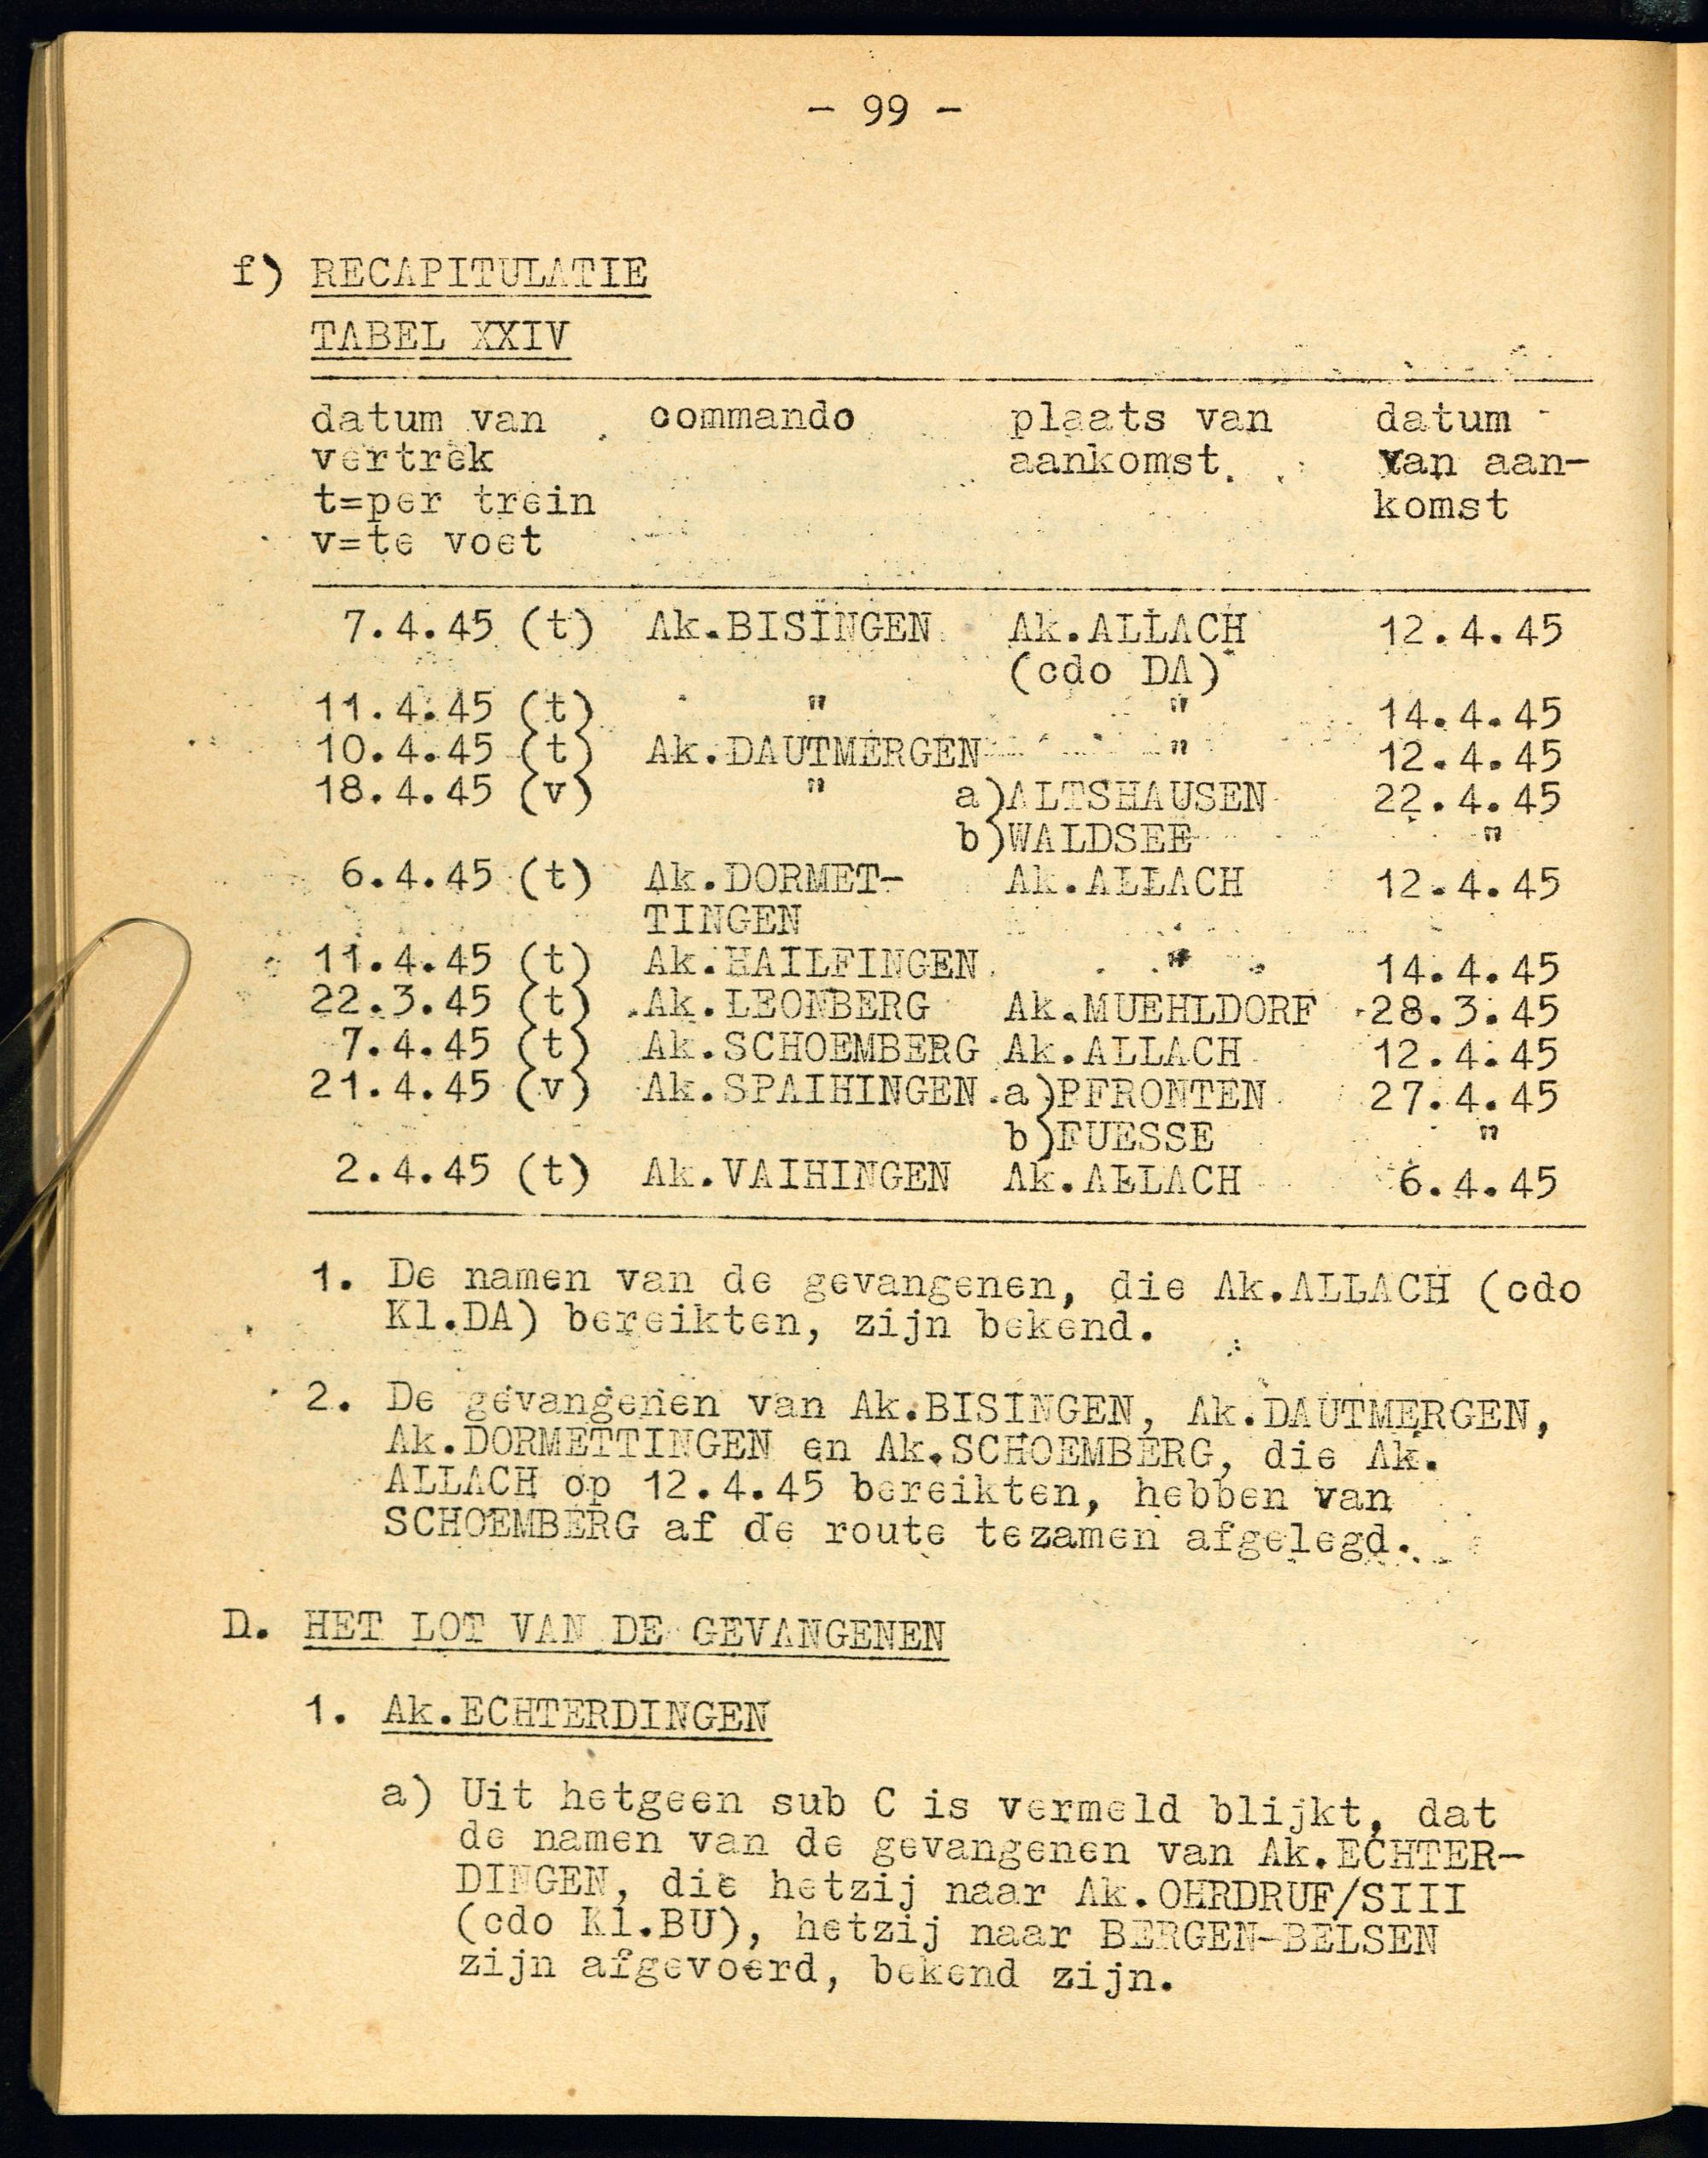 - 99 -
f) RECAPITULATIE
TABEL XXIV
datum van commando plaats van datum
vertrek aankomst van aan-
t=per trein komst
v=te voet
7.4.45 (t) Ak.BISINGEN Ak.ALLACH 12.4.45
(cdo DA)
11.4.45 (t) " " 14.4.45
10.4.45 (t) Ak.DAUTMERGEN " 12.4.45
18.4.45 (v) " a)ALTSHAUSEN 22.4.45
b)WALDSEE "
6.4.45 (t) Ak.DORMET- Ak.ALLACH 12.4.45
TINGEN
11.4.45 (t) Ak.HAILFINGEN " 14.4.45
22.3.45 (t) Ak.LEONBERG Ak.MUEHLDORF 28.3.45
7.4.45 (t) Ak.SCHOEMBERG Ak.ALLACH 12.4.45
21.4.45 (v) Ak.SPAIHINGEN a)PFRONTEN 27.4.45
b)FUESSE "
2.4.45 (t) Ak.VAIHINGEN Ak.ALLACH 6.4.45
1. De namen van de gevangenen, die Ak.ALLACH (cdo
Kl.DA) bereikten, zijn bekend.
2. De gevangenen van Ak.BISINGEN, Ak.DAUTMERGEN,
Ak.DORMETTINGEN en Ak.SCHOEMBERG, die Ak.
ALLACH op 12.4.45 bereikten, hebben van
SCHOEMBERG af de route tezamen afgelegd.
D. HET LOT VAN DE GEVANGENEN
1. Ak.ECHTERDINGEN
a) Uit hetgeen sub C is vermeld blijkt, dat
de namen van de gevangenen van Ak.ECHTER-
DINGEN, die hetzij naar Ak.OHRDRUF/SIII
(cdo Kl.BU), hetzij naar BERGEN-BELSEN
zijn afgevoerd, bekend zijn.